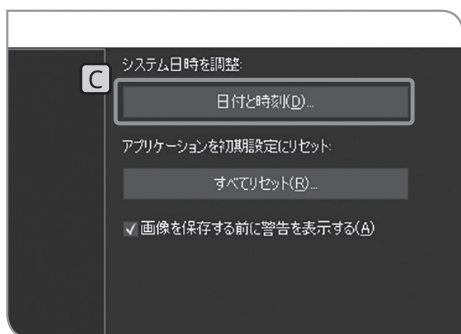 システム日時を調整:
C
日付と時刻(D)...
アプリケーションを初期設定にリセット:
すべてリセット(R)...
画像を保存する前に警告を表示する(A)